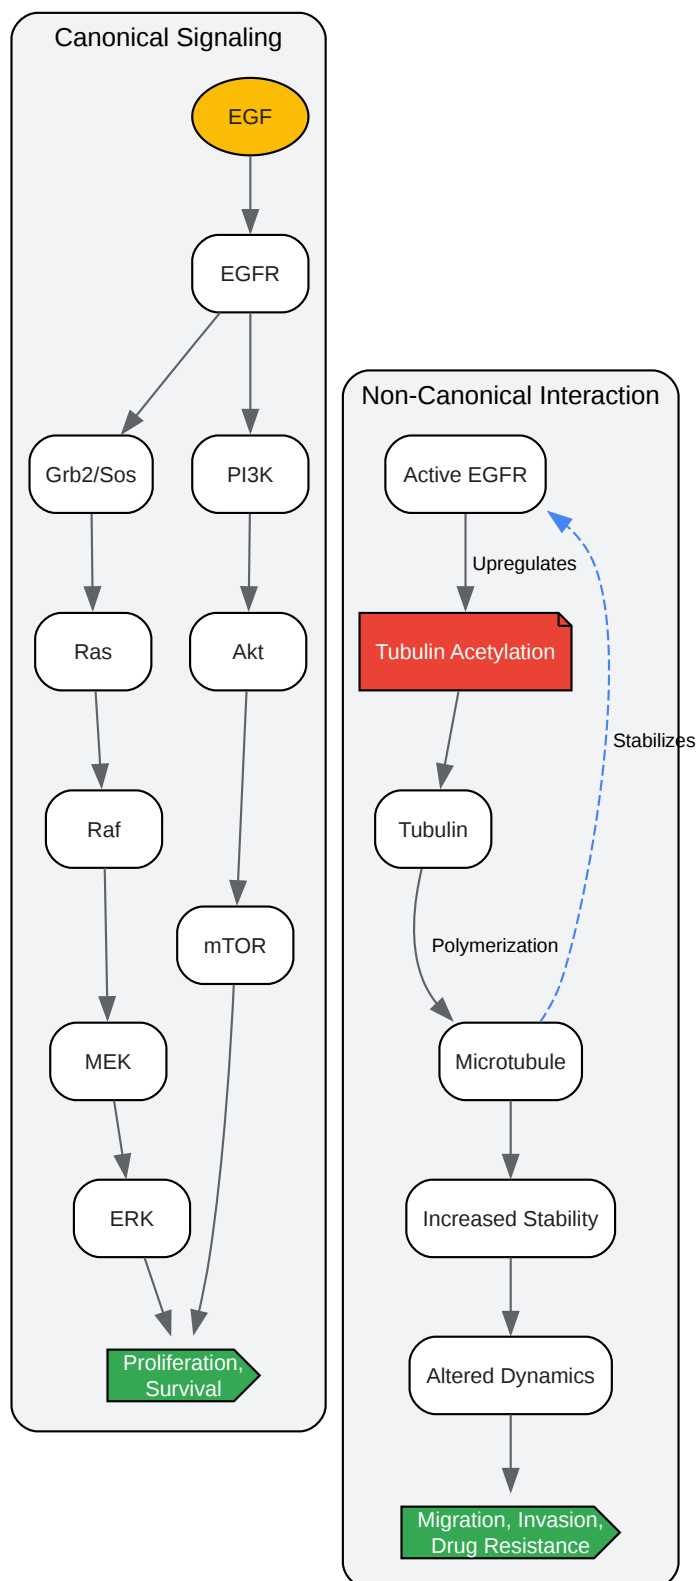 Canonical Signaling
EGF
EGFR
Grb2/Sos
PI3K
Ras
Akt
Raf
mTOR
MEK
ERK
Proliferation,
Survival
Non-Canonical Interaction
Active EGFR
Upregulates
Tubulin Acetylation
Stabilizes
Tubulin
Polymerization
Microtubule
Increased Stability
Altered Dynamics
Migration, Invasion,
Drug Resistance